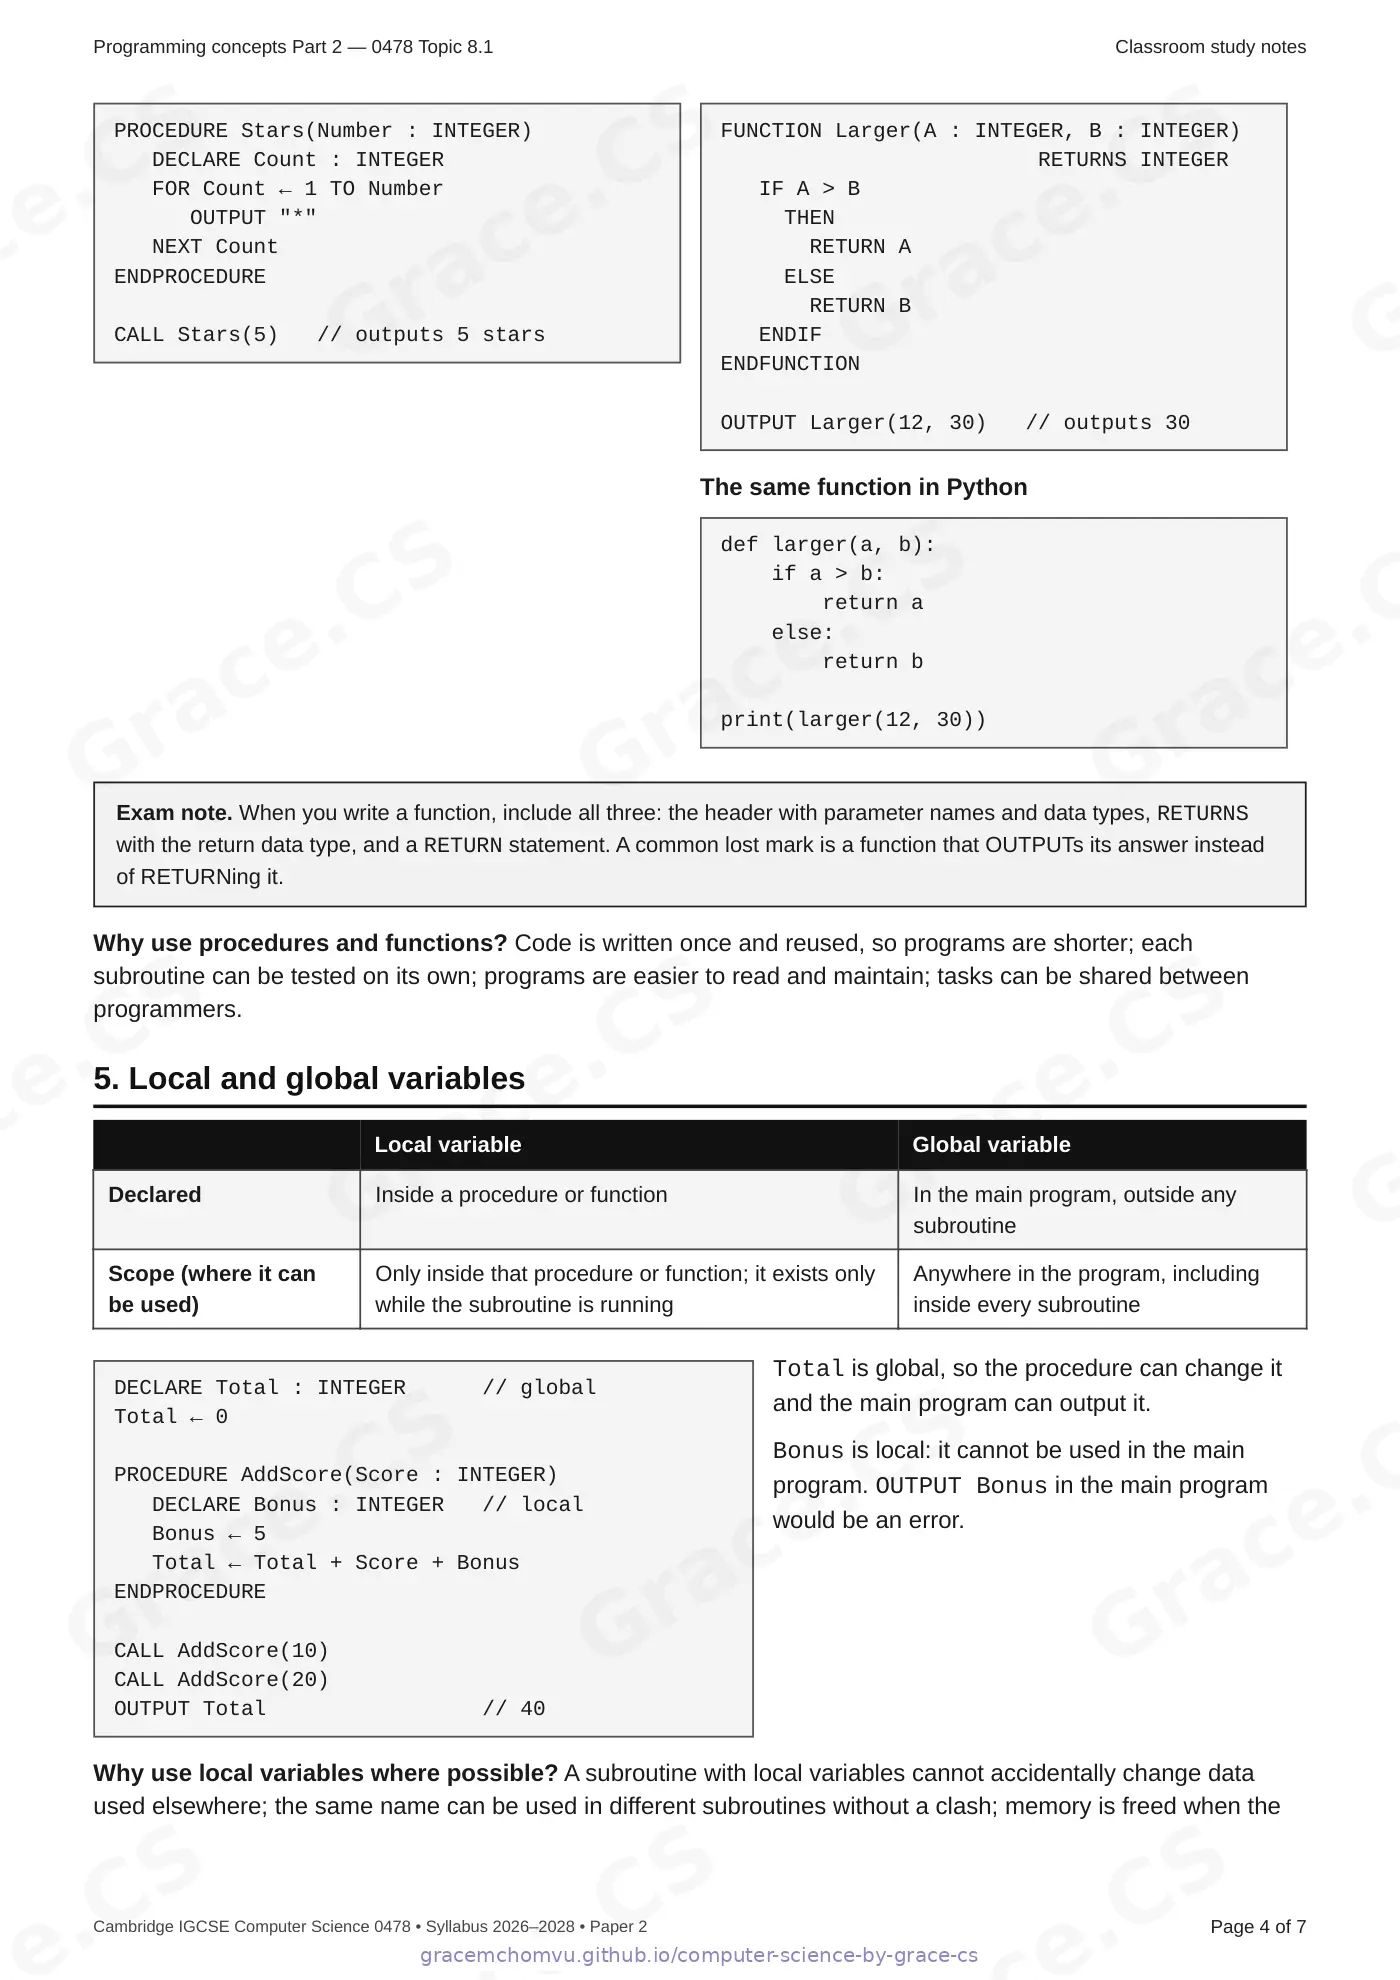 Programming concepts Part 2 — 0478 Topic 8.1
Classroom study notes
PROCEDURE Stars(Number : INTEGER)
   DECLARE Count : INTEGER
   FOR Count ← 1 TO Number
      OUTPUT "*"
   NEXT Count
ENDPROCEDURE

CALL Stars(5)   // outputs 5 stars
FUNCTION Larger(A : INTEGER, B : INTEGER)
                         RETURNS INTEGER
   IF A > B
     THEN
       RETURN A
     ELSE
       RETURN B
   ENDIF
ENDFUNCTION

OUTPUT Larger(12, 30)   // outputs 30
The same function in Python
def larger(a, b):
    if a > b:
        return a
    else:
        return b

print(larger(12, 30))
Exam note. When you write a function, include all three: the header with parameter names and data types, RETURNS
with the return data type, and a RETURN statement. A common lost mark is a function that OUTPUTs its answer instead
of RETURNing it.
Why use procedures and functions? Code is written once and reused, so programs are shorter; each
subroutine can be tested on its own; programs are easier to read and maintain; tasks can be shared between
programmers.
5. Local and global variables
Local variable
Global variable
Declared
Inside a procedure or function
In the main program, outside any
subroutine
Scope (where it can
be used)
Only inside that procedure or function; it exists only
while the subroutine is running
Anywhere in the program, including
inside every subroutine
DECLARE Total : INTEGER      // global
Total ← 0

PROCEDURE AddScore(Score : INTEGER)
   DECLARE Bonus : INTEGER   // local
   Bonus ← 5
   Total ← Total + Score + Bonus
ENDPROCEDURE

CALL AddScore(10)
CALL AddScore(20)
OUTPUT Total                 // 40
Total is global, so the procedure can change it
and the main program can output it.
Bonus is local: it cannot be used in the main
program. OUTPUT Bonus in the main program
would be an error.
Why use local variables where possible? A subroutine with local variables cannot accidentally change data
used elsewhere; the same name can be used in different subroutines without a clash; memory is freed when the
Cambridge IGCSE Computer Science 0478 • Syllabus 2026–2028 • Paper 2
Page 4 of 7
gracemchomvu.github.io/computer-science-by-grace-cs
Grace.CS